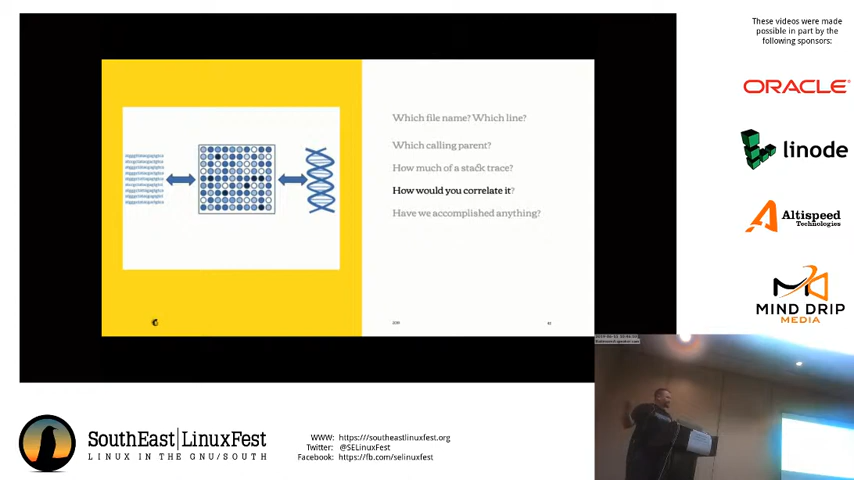 These videos were made
possible in part by the
following sponsors:
ORACLE
linode
Altispeed
Technologies
MIND DRIP
MEDIA
Which file name? Which line?
Which calling parent?
How much of a stack trace?
How would you correlate it?
Have we accomplished anything?
SouthEast|LinuxFest
LINUX IN THE GNU/SOUTH
WWW: https:///southeastlinuxfest.org
Twitter: @SELinuxFest
Facebook: https://fb.com/selinuxfest